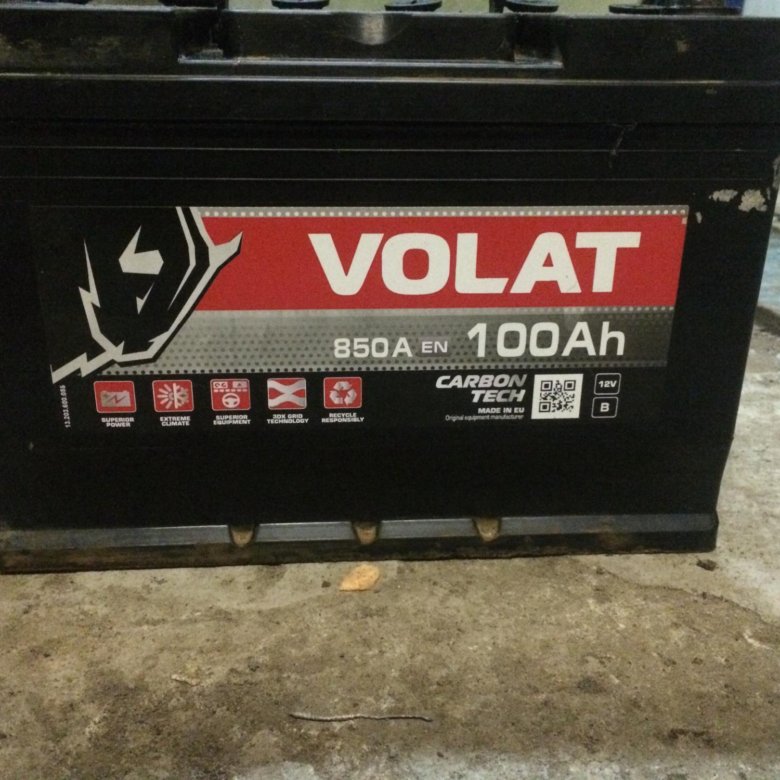 VOLAT
850A EN 100Ah
SUPERIOR
POWER
EXTREME
CLIMATE
SUPERIOR
EQUIPMENT
3DX GRID
TECHNOLOGY
RECYCLE
RESPONSIBLY
CARBON
TECH
MADE IN EU
Original equipment manufacturer
12V
B